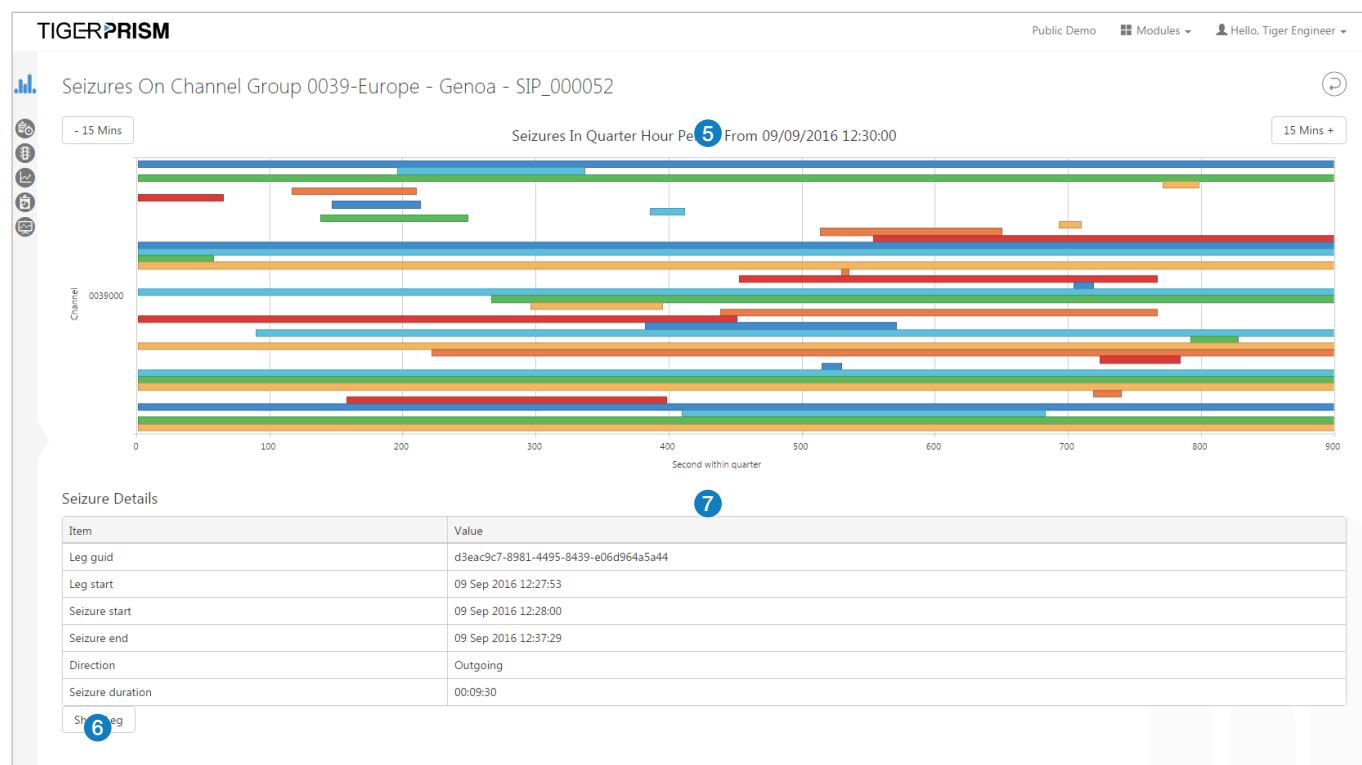 TIGER PRISM
Public Demo Modules Hello, Tiger Engineer
Seizures On Channel Group 0039-Europe - Genoa - SIP_000052
- 15 Mins
Seizures In Quarter Hour Pe 5 From 09/09/2016 12:30:00
15 Mins +
Channel
0039000
0 100 200 300 400 500 600 700 800 900
Second within quarter
Seizure Details
7
Item Value
Leg guid d3eac9c7-8981-4495-8439-e06d964a5a44
Leg start 09 Sep 2016 12:27:53
Seizure start 09 Sep 2016 12:28:00
Seizure end 09 Sep 2016 12:37:29
Direction Outgoing
Seizure duration 00:09:30
6 Leg